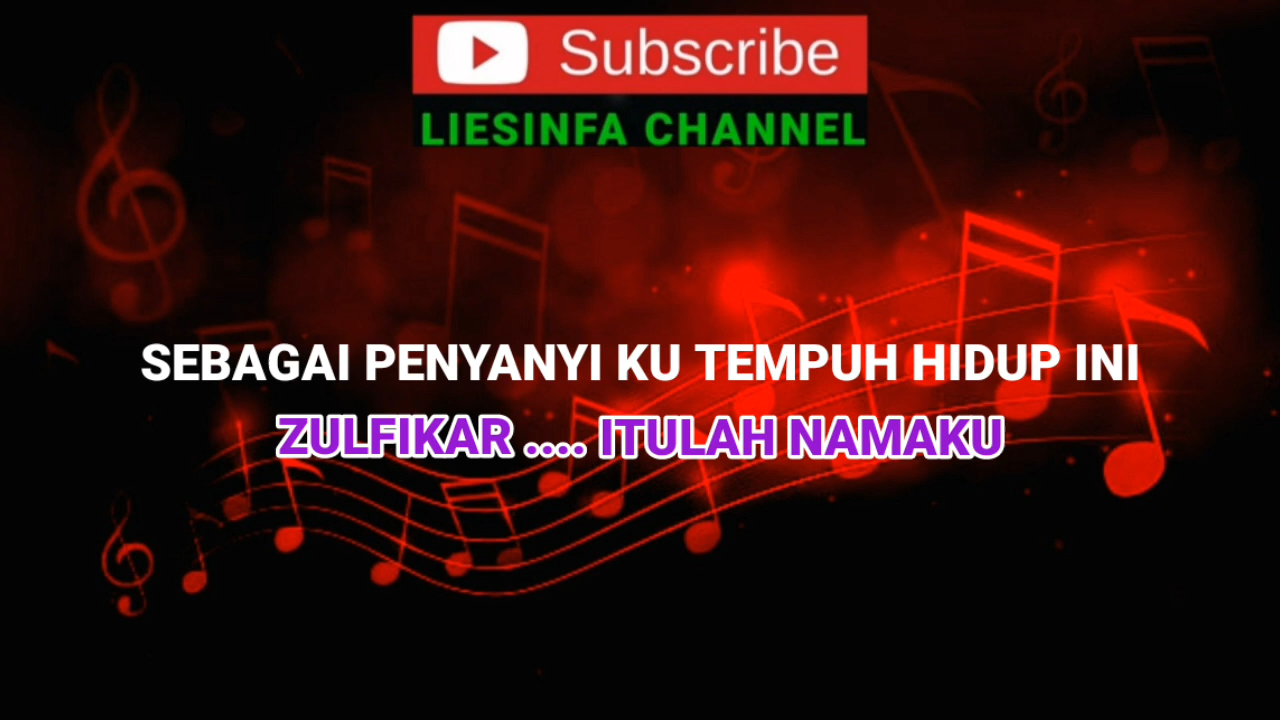 Subscribe
LIESINFA CHANNEL
SEBAGAI PENYANYI KU TEMPUH HIDUP INI
ZULFIKAR .... ITULAH NAMAKU